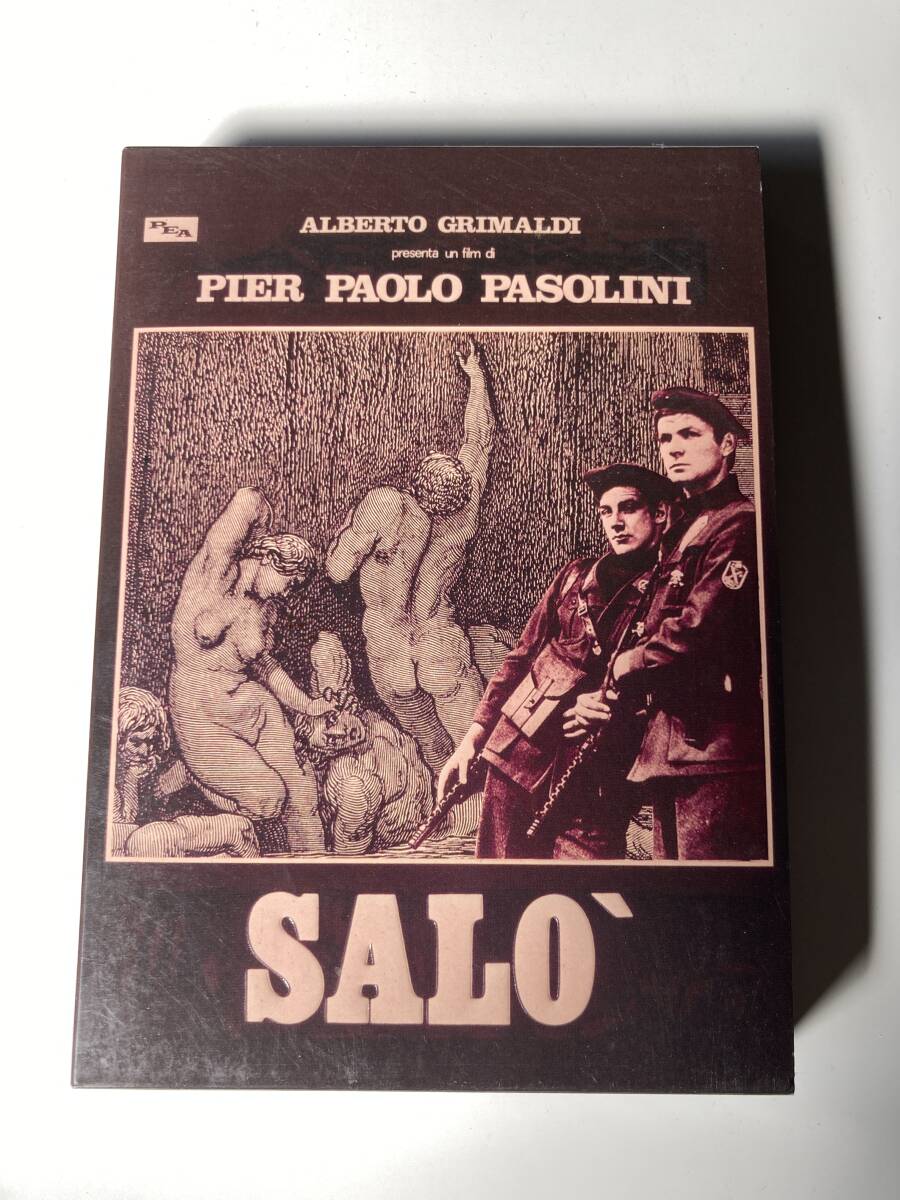 PEA
ALBERTO GRIMALDI
presenta un film di
PIER PAOLO PASOLINI
SALO`